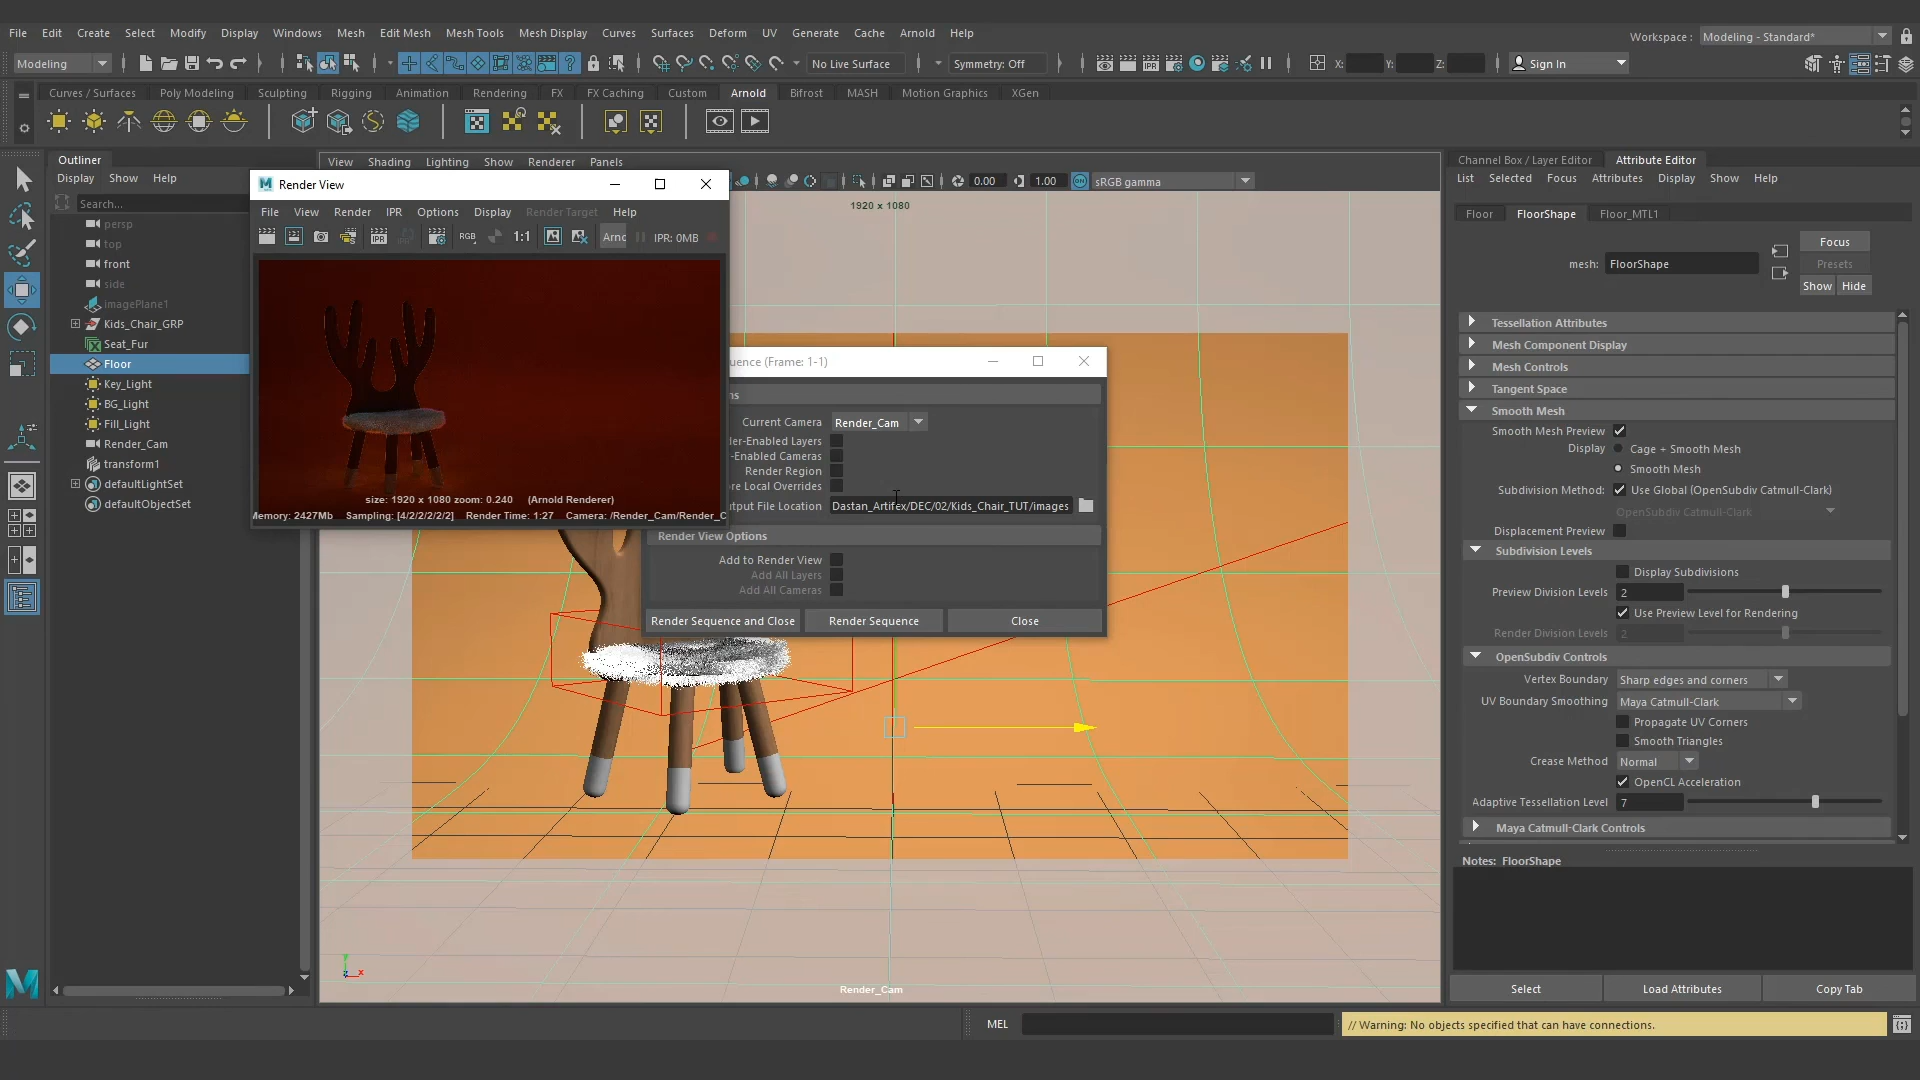 File Edit Create Select Modify Display Windows Mesh Edit Mesh Mesh Tools Mesh Display Curves Surfaces Deform UV Generate Cache Arnold Help
Workspace : Modeling - Standard*
Modeling
No Live Surface
Symmetry: Off
X: Y: Z:
Sign In
Curves / Surfaces Poly Modeling Sculpting Rigging Animation Rendering FX FX Caching Custom Arnold Bifrost MASH Motion Graphics XGen
Outliner
Display Show Help
Search...
persp
top
front
side
imagePlane1
Kids_Chair_GRP
Seat_Fur
Floor
Key_Light
BG_Light
Fill_Light
Render_Cam
transform1
defaultLightSet
defaultObjectSet
View Shading Lighting Show Renderer Panels
0.00 1.00 ON sRGB gamma
1920 x 1080
Render View
File View Render IPR Options Display Render Target Help
IPR RGB 1:1 Arnc IPR: 0MB
size: 1920 x 1080 zoom: 0.240 (Arnold Renderer)
Memory: 2427Mb Sampling: [4/2/2/2/2/2] Render Time: 1:27 Camera: /Render_Cam/Render_C
uence (Frame: 1-1)
ns
Current Camera Render_Cam
ler-Enabled Layers
-Enabled Cameras
Render Region
re Local Overrides
tput File Location Dastan_Artifex/DEC/02/Kids_Chair_TUT/images
Render View Options
Add to Render View
Add All Layers
Add All Cameras
Render Sequence and Close Render Sequence Close
Render_Cam
y
z x
Channel Box / Layer Editor Attribute Editor
List Selected Focus Attributes Display Show Help
Floor FloorShape Floor_MTL1
mesh: FloorShape
Focus
Presets
Show Hide
Tessellation Attributes
Mesh Component Display
Mesh Controls
Tangent Space
Smooth Mesh
Smooth Mesh Preview
Display Cage + Smooth Mesh
Smooth Mesh
Subdivision Method: Use Global (OpenSubdiv Catmull-Clark)
OpenSubdiv Catmull-Clark
Displacement Preview
Subdivision Levels
Display Subdivisions
Preview Division Levels 2
Use Preview Level for Rendering
Render Division Levels 2
OpenSubdiv Controls
Vertex Boundary Sharp edges and corners
UV Boundary Smoothing Maya Catmull-Clark
Propagate UV Corners
Smooth Triangles
Crease Method Normal
OpenCL Acceleration
Adaptive Tessellation Level 7
Maya Catmull-Clark Controls
Notes: FloorShape
Select Load Attributes Copy Tab
MEL
// Warning: No objects specified that can have connections.